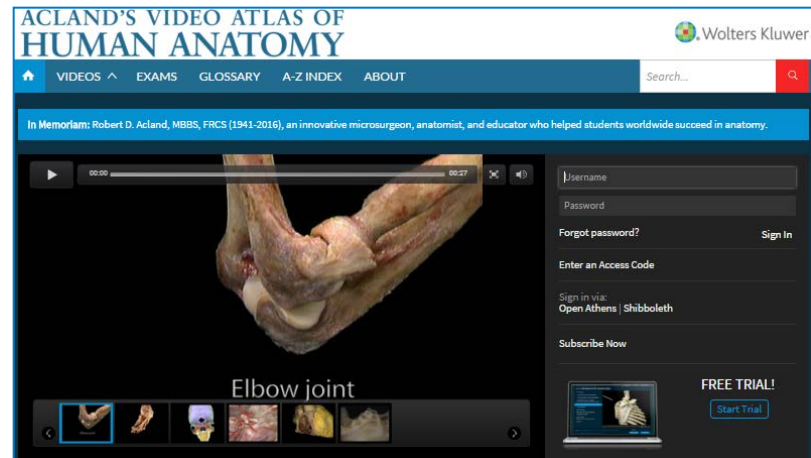 ACLAND'S VIDEO ATLAS OF
HUMAN ANATOMY
Wolters Kluwer
VIDEOS
EXAMS
GLOSSARY
A-Z INDEX
ABOUT
Search...
In Memoriam: Robert D. Acland, MBBS, FRCS (1941-2016), an innovative microsurgeon, anatomist, and educator who helped students worldwide succeed in anatomy.
00:00
00:27
Elbow joint
Username
Password
Forgot password?
Sign In
Enter an Access Code
Sign in via:
Open Athens | Shibboleth
Subscribe Now
FREE TRIAL!
Start Trial